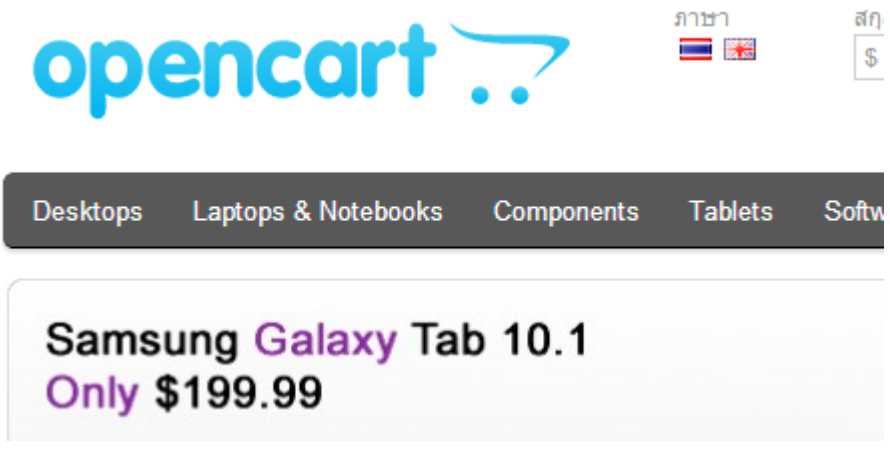 opencart
ภาษา
$
Desktops Laptops & Notebooks Components Tablets
Samsung Galaxy Tab 10.1
Only $199.99